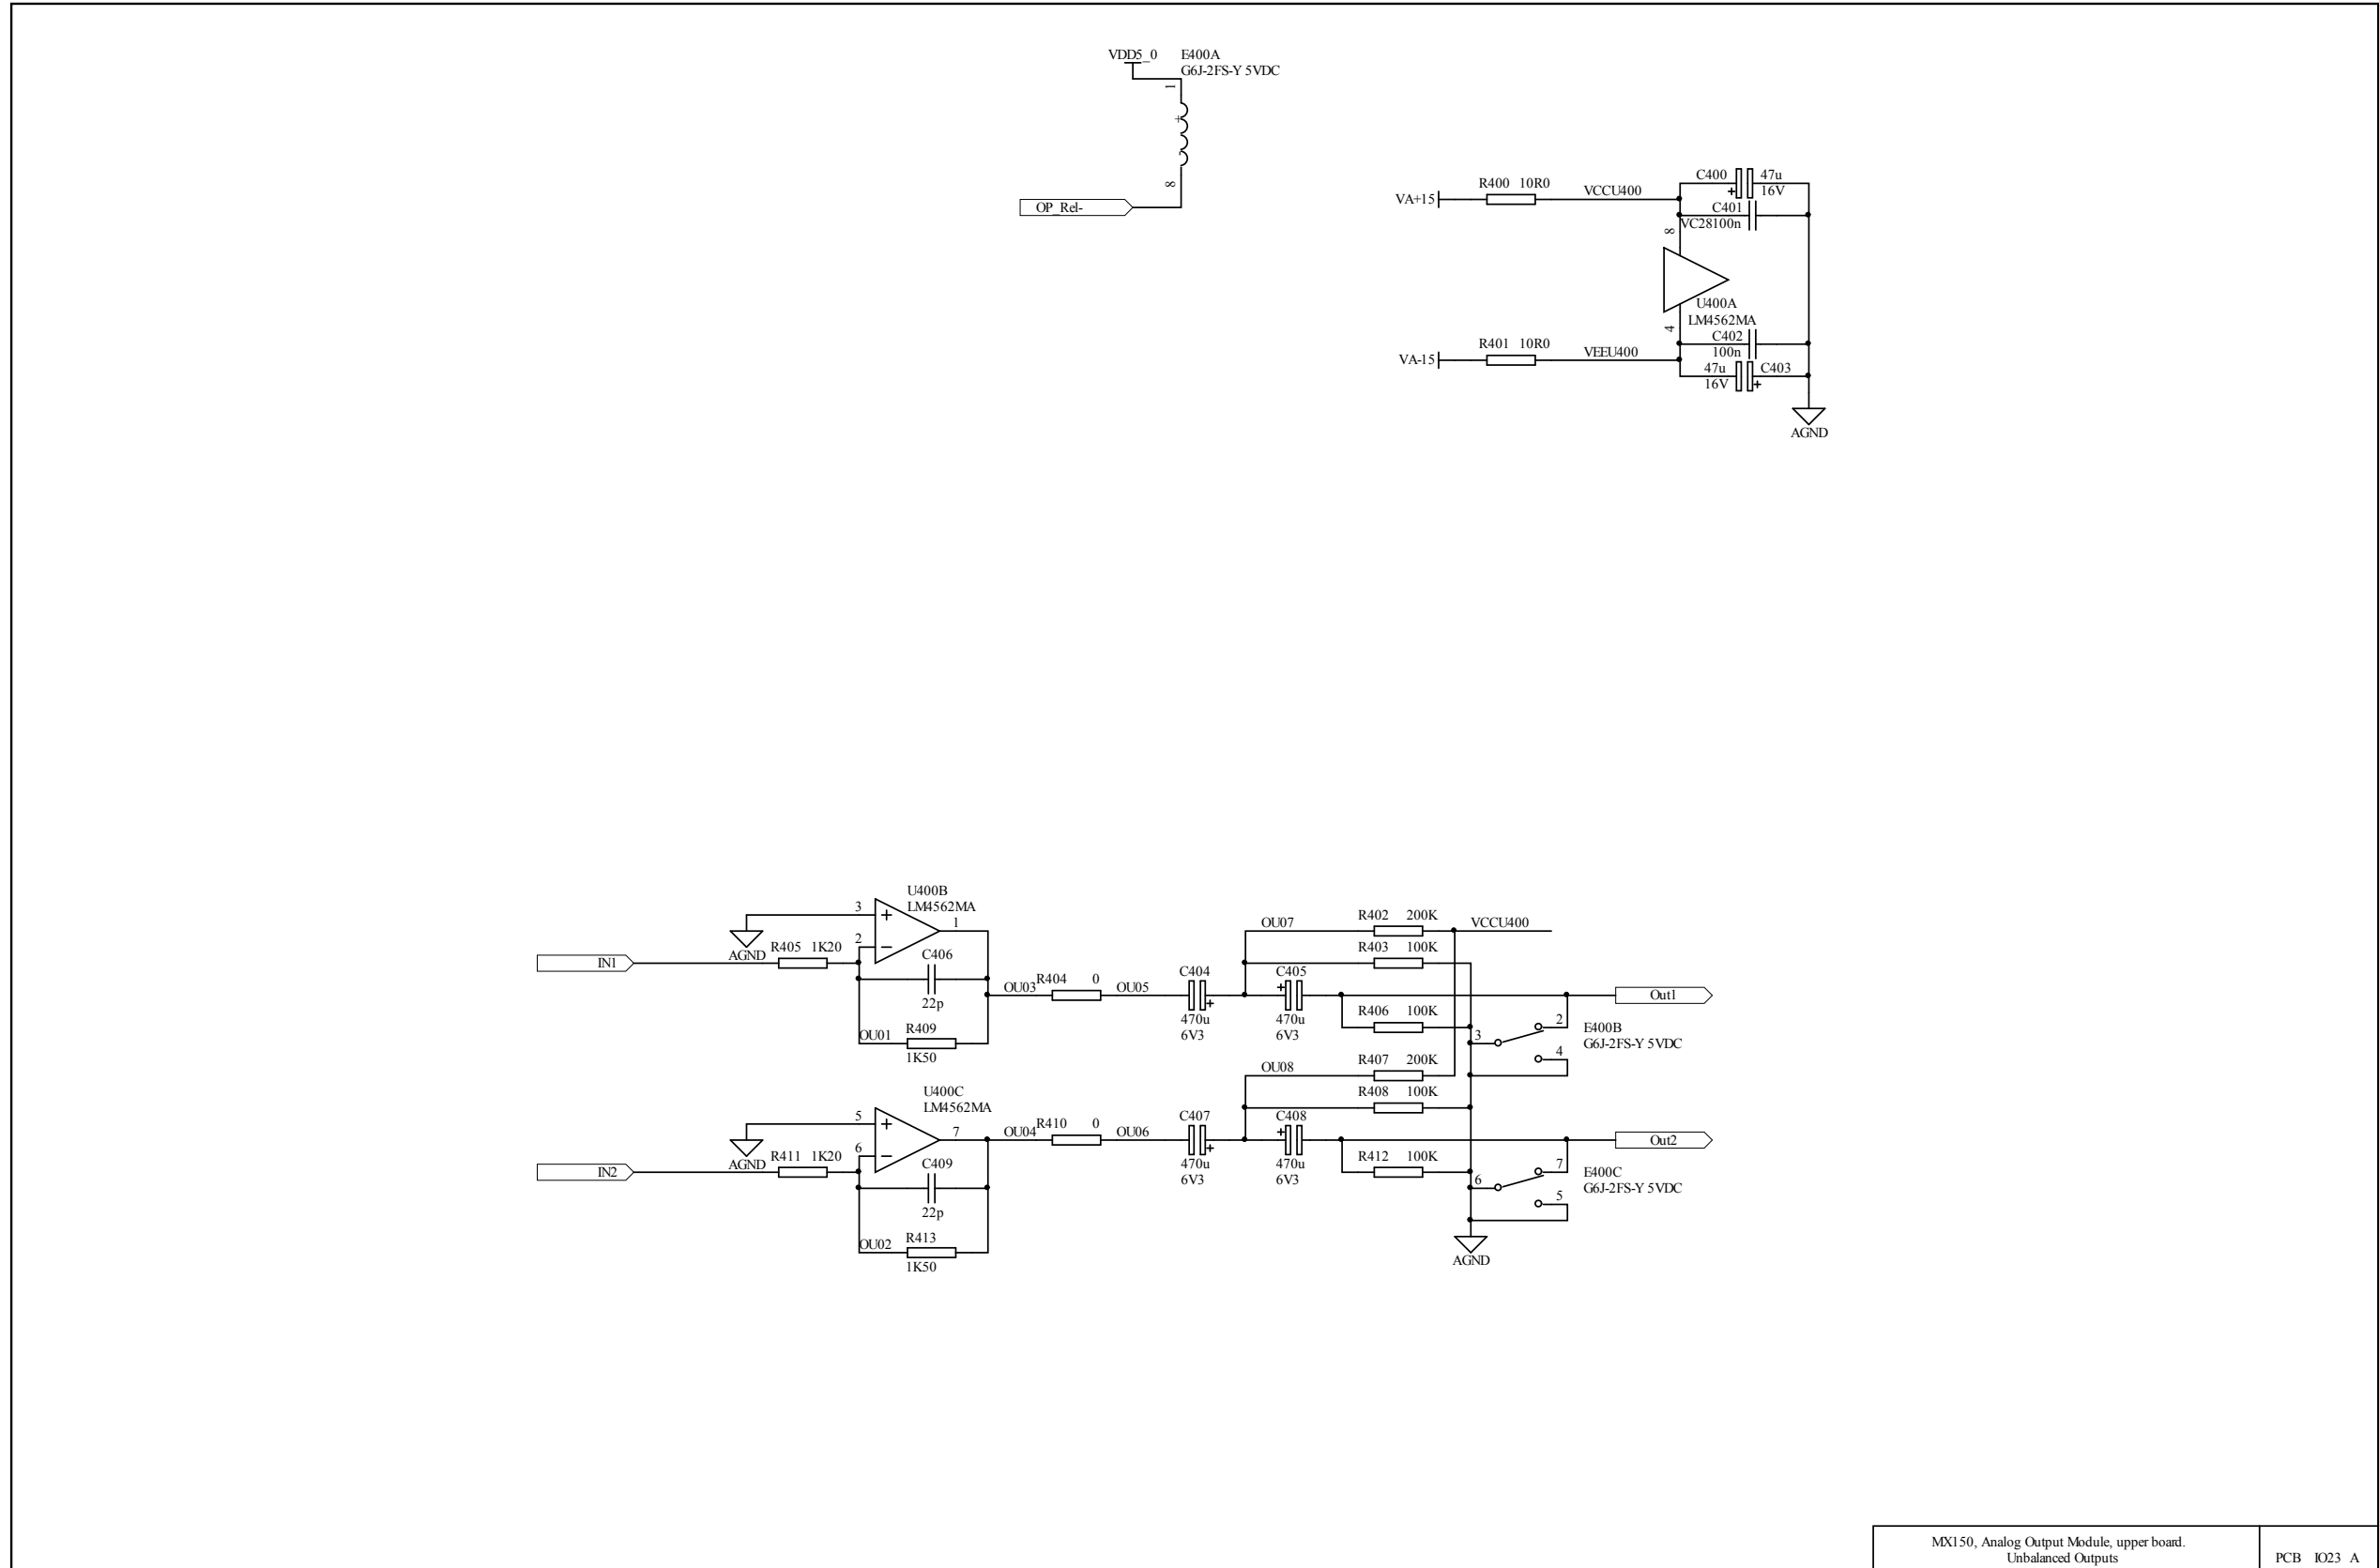 VDD5_0 E400A
G6J-2FS-Y 5VDC
1
+
8
OP_Rel-
VA+15 R400 10R0 VCCU400
C400 47u
+ 16V
C401
VC28100n
8
U400A
LM4562MA
4
C402
100n
VA-15 R401 10R0 VEEU400
47u C403
16V +
AGND
U400B
LM4562MA
3 + 1
2 −
AGND
IN1 R405 1K20
C406
22p
OU01 R409
1K50
OU03 R404 0 OU05
C404
+
470u
6V3
OU07
C405
+
470u
6V3
R402 200K VCCU400
R403 100K
R406 100K
Out1
2
3
4
E400B
G6J-2FS-Y 5VDC
U400C
LM4562MA
5 + 7
6 −
AGND
IN2 R411 1K20
C409
22p
OU02 R413
1K50
OU04 R410 0 OU06
C407
+
470u
6V3
OU08
C408
+
470u
6V3
R407 200K
R408 100K
R412 100K
Out2
7
6
5
E400C
G6J-2FS-Y 5VDC
AGND
MX150, Analog Output Module, upper board.
Unbalanced Outputs
PCB IO23 A